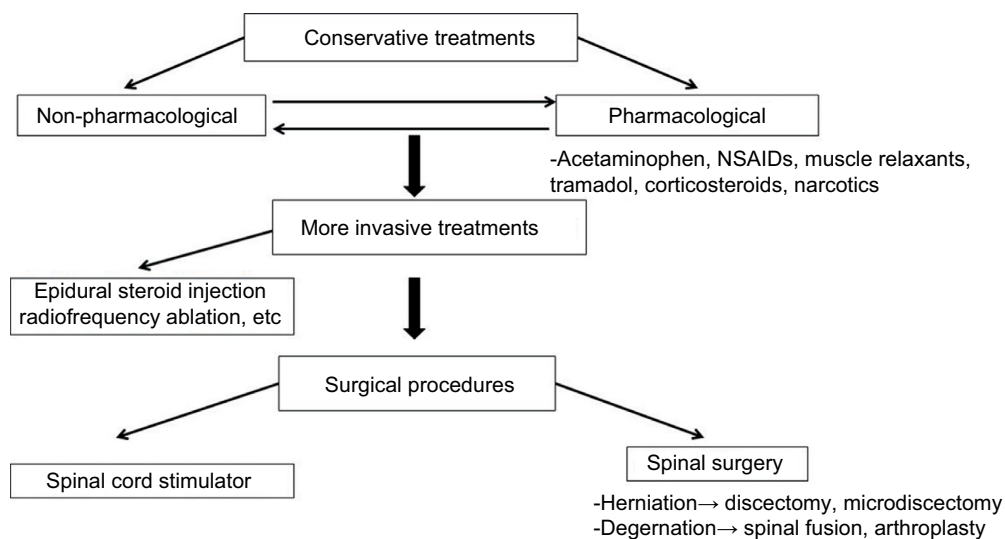 Conservative treatments
Non-pharmacological
Pharmacological
-Acetaminophen, NSAIDs, muscle relaxants,
tramadol, corticosteroids, narcotics
More invasive treatments
Epidural steroid injection
radiofrequency ablation, etc
Surgical procedures
Spinal cord stimulator
Spinal surgery
-Herniation→ discectomy, microdiscectomy
-Degernation→ spinal fusion, arthroplasty